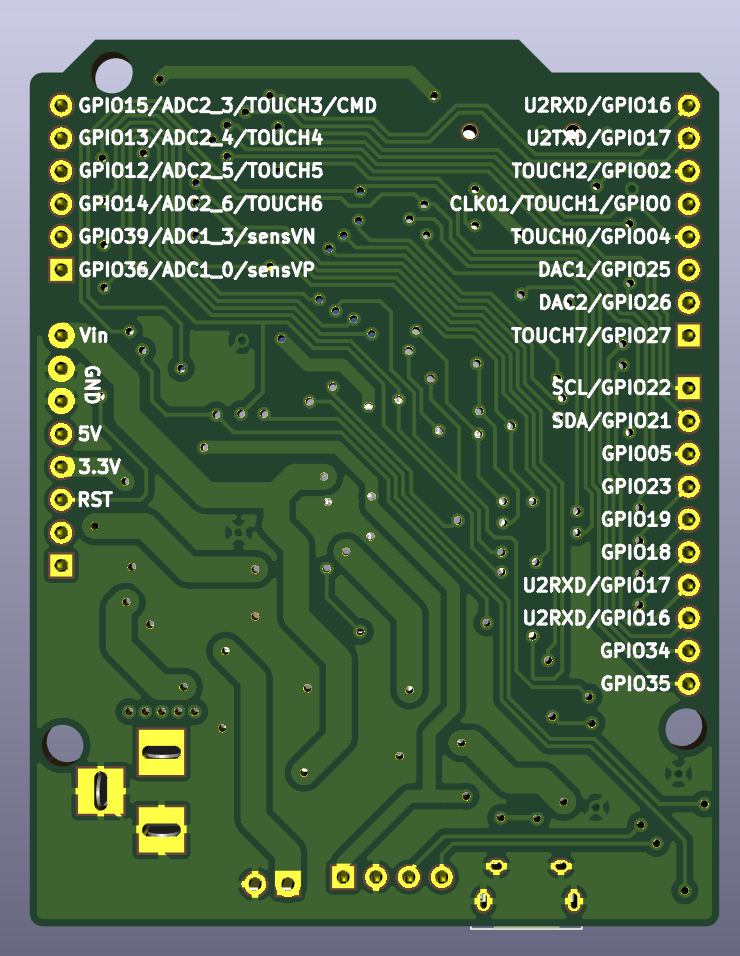 GPIO15/ADC2_3/TOUCH3/CMD
GPIO13/ADC2_4/TOUCH4
GPIO12/ADC2_5/TOUCH5
GPIO14/ADC2_6/TOUCH6
GPIO39/ADC1_3/sensVN
GPIO36/ADC1_0/sensVP
Vin
GND
5V
3.3V
RST
U2RXD/GPIO16
U2TXD/GPIO17
TOUCH2/GPIO02
CLK01/TOUCH1/GPIO0
TOUCH0/GPIO04
DAC1/GPIO25
DAC2/GPIO26
TOUCH7/GPIO27
SCL/GPIO22
SDA/GPIO21
GPIO05
GPIO23
GPIO19
GPIO18
U2RXD/GPIO17
U2RXD/GPIO16
GPIO34
GPIO35